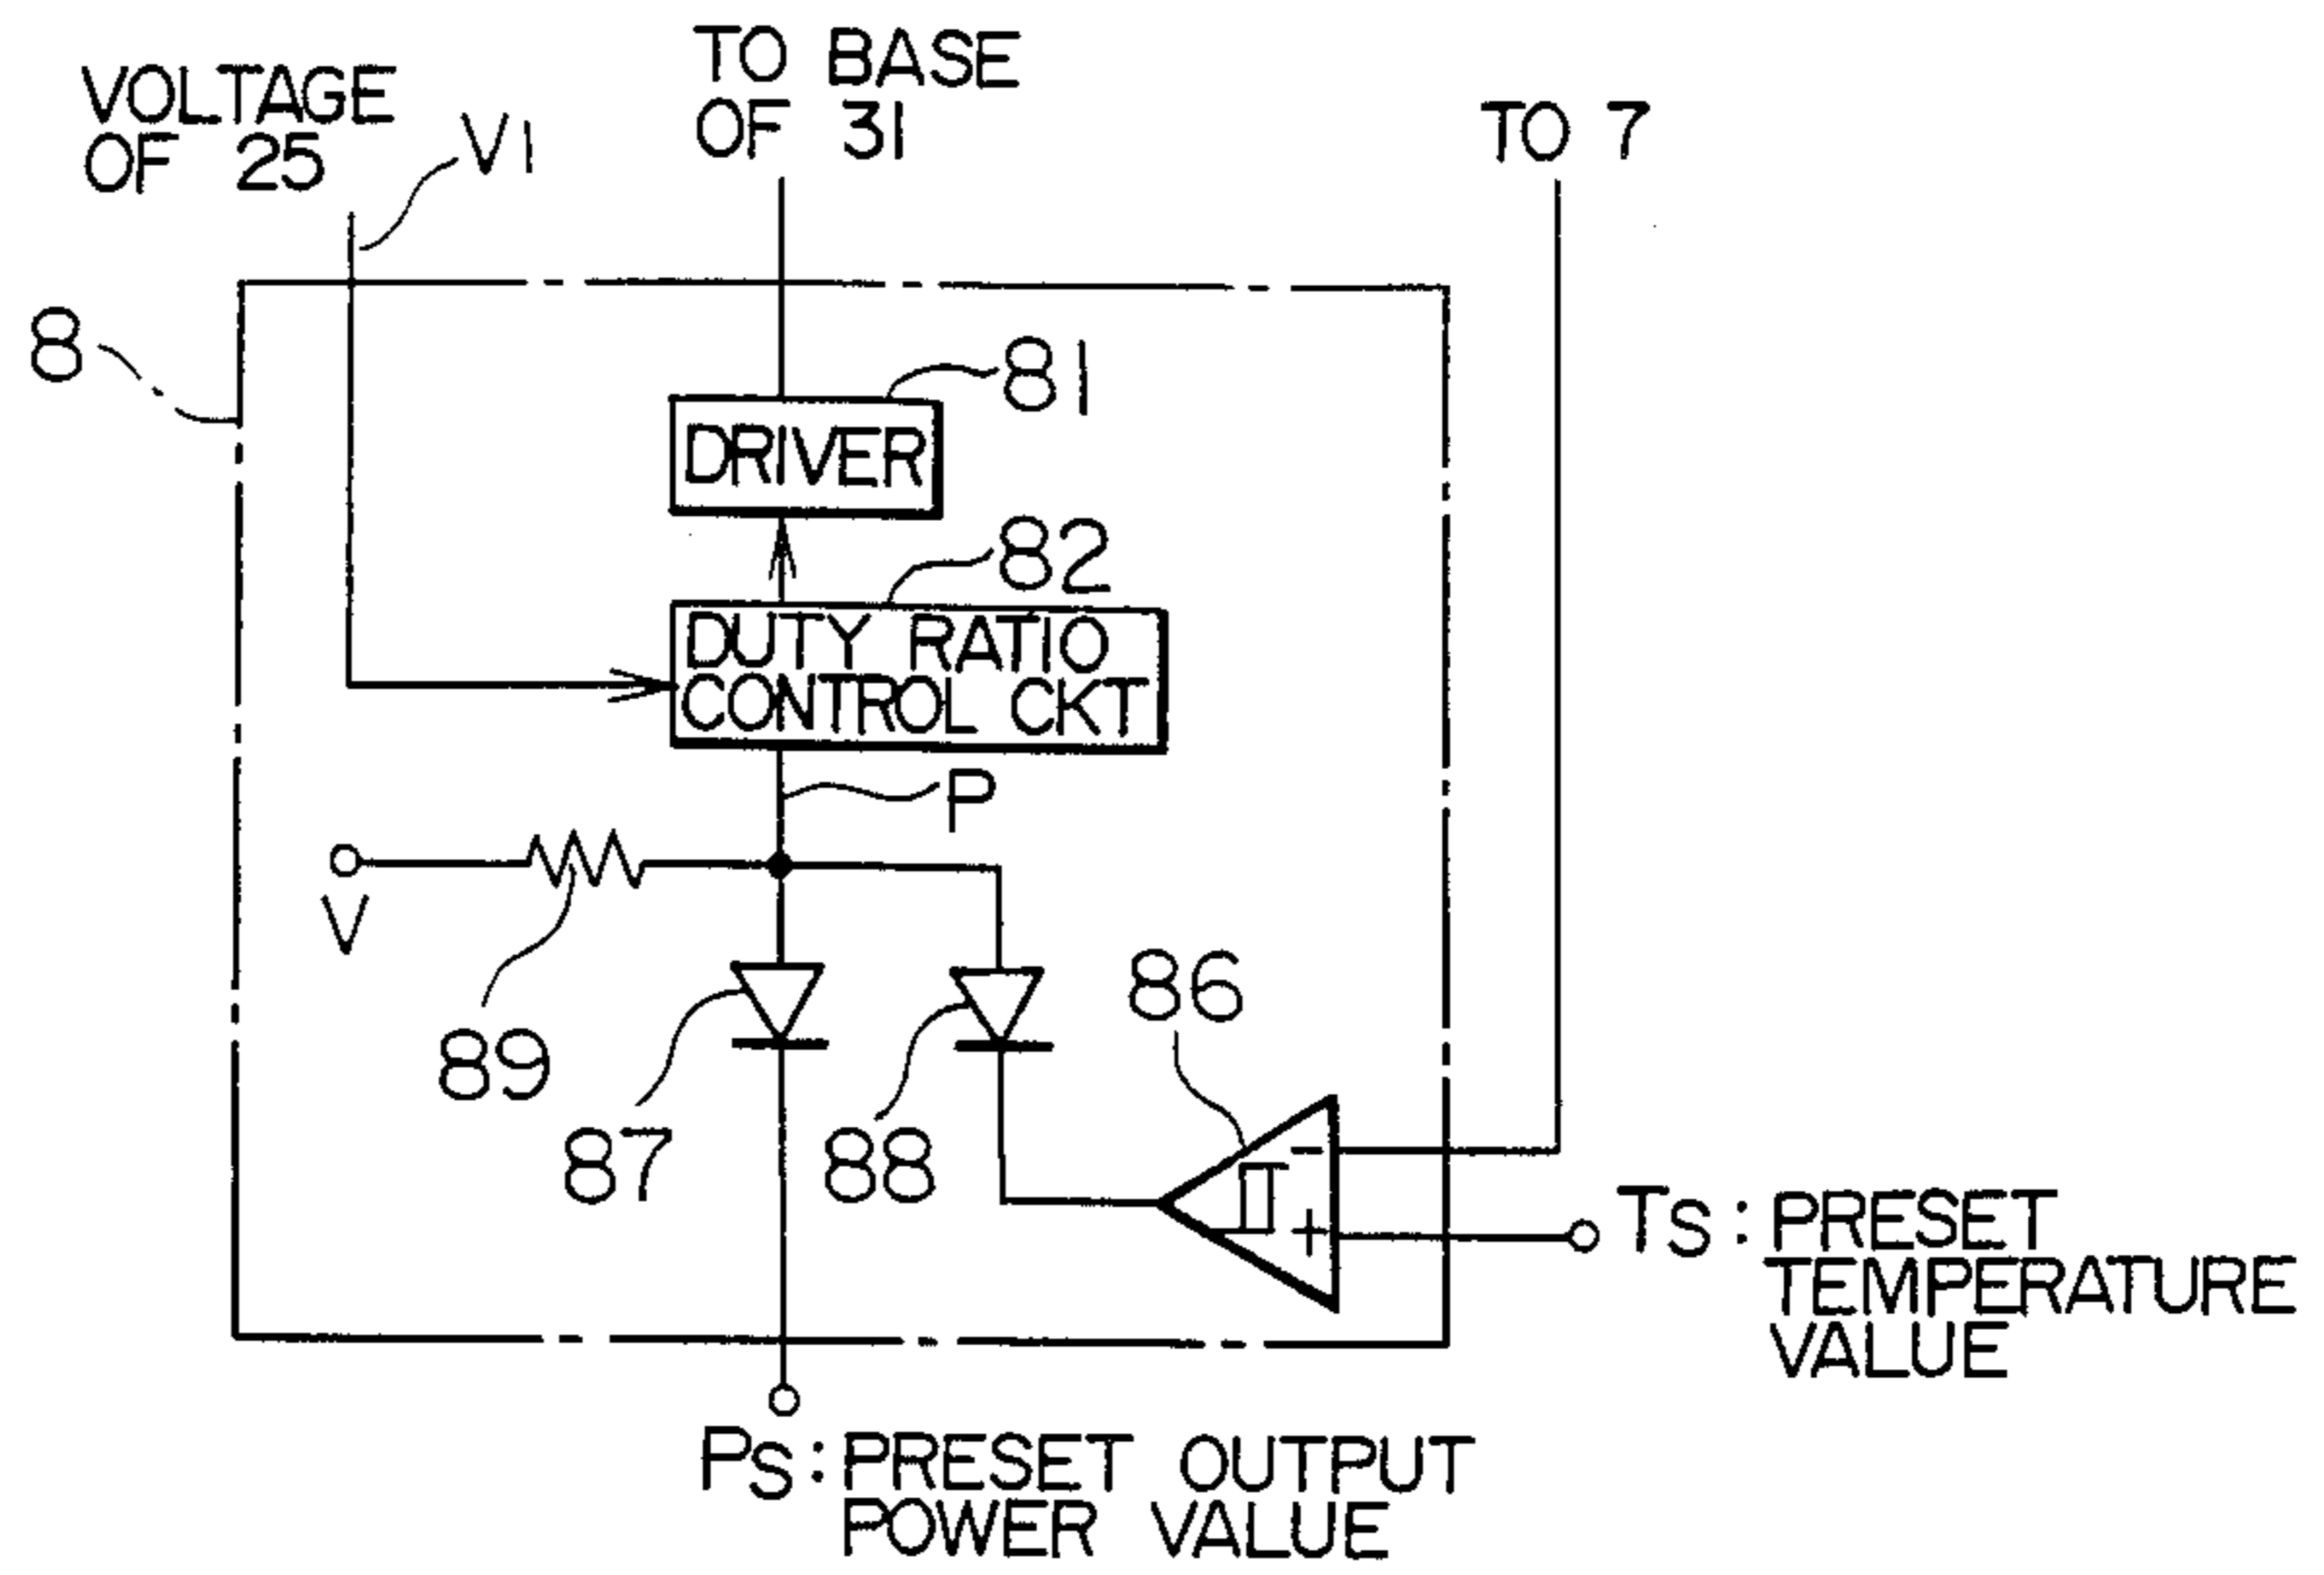 VOLTAGE
OF 25
V1
TO BASE
OF 31
TO 7
8
81
DRIVER
82
DUTY RATIO
CONTROL CKT
P
V
89
87
88
86
-
+
Ts : PRESET
TEMPERATURE
VALUE
Ps : PRESET OUTPUT
POWER VALUE